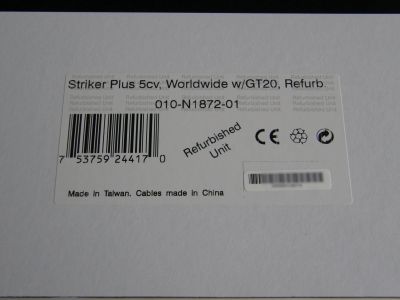 Striker Plus 5cv, Worldwide w/GT20, Refurb.
010-N1872-01
7 53759 24417 0
Refurbished
Unit
CE
Made in Taiwan. Cables made in China